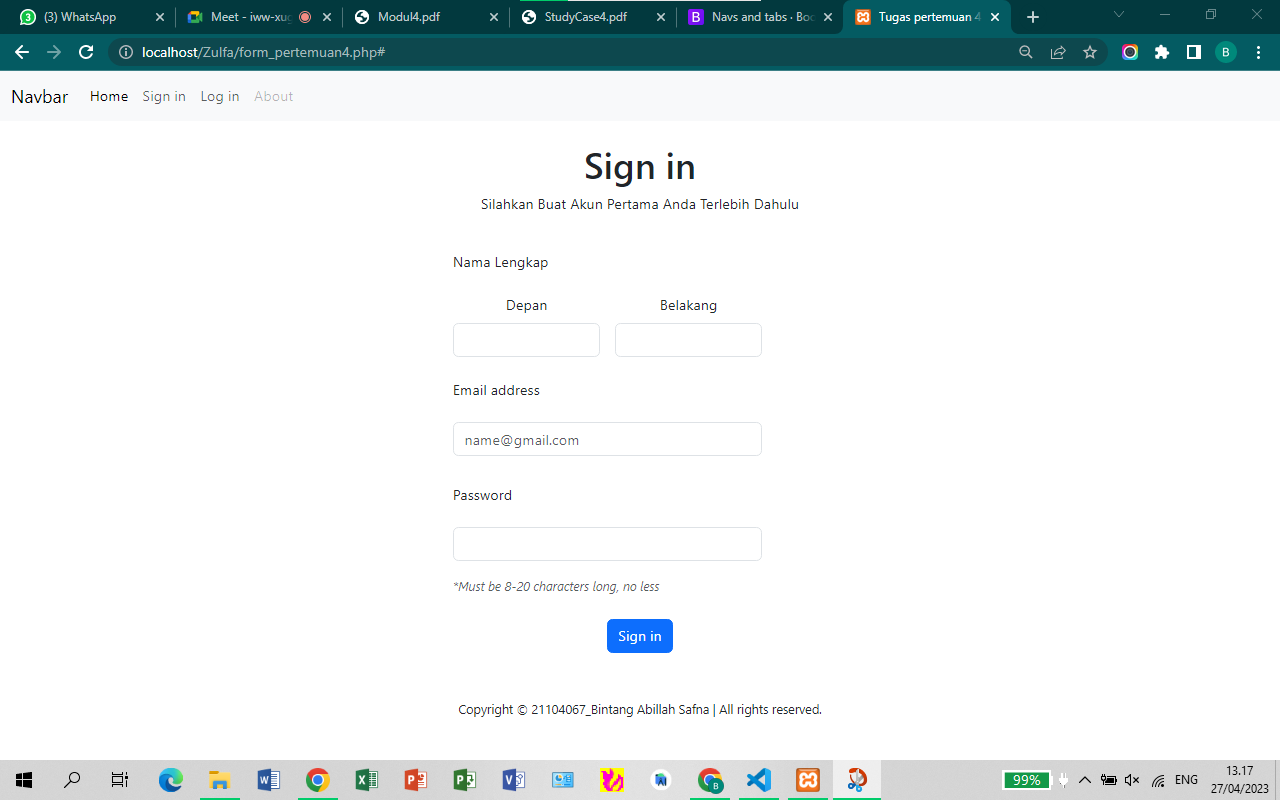 (3) WhatsApp
Meet - iww-xug
Modul4.pdf
StudyCase4.pdf
Navs and tabs · Boo
Tugas pertemuan 4
localhost/Zulfa/form_pertemuan4.php#
B
Navbar Home Sign in Log in About
Sign in
Silahkan Buat Akun Pertama Anda Terlebih Dahulu
Nama Lengkap
Depan Belakang
Email address
name@gmail.com
Password
*Must be 8-20 characters long, no less
Sign in
Copyright © 21104067_Bintang Abillah Safna | All rights reserved.
99% ENG
13.17
27/04/2023